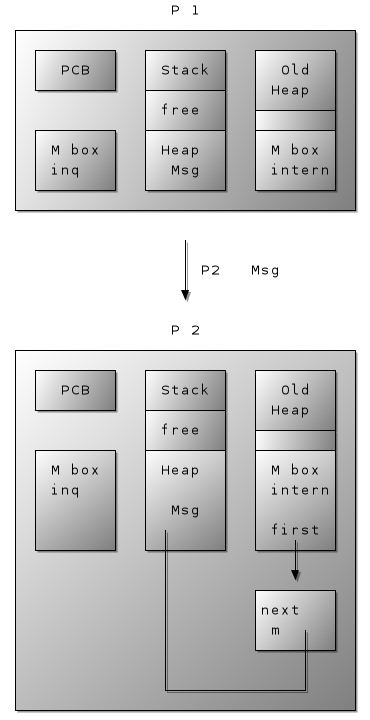 P 1
PCB
Stack
Old
Heap
free
M box
inq
Heap
Msg
M box
intern
P2 Msg
P 2
PCB
Stack
Old
Heap
free
M box
inq
Heap
Msg
M box
intern
first
next
m